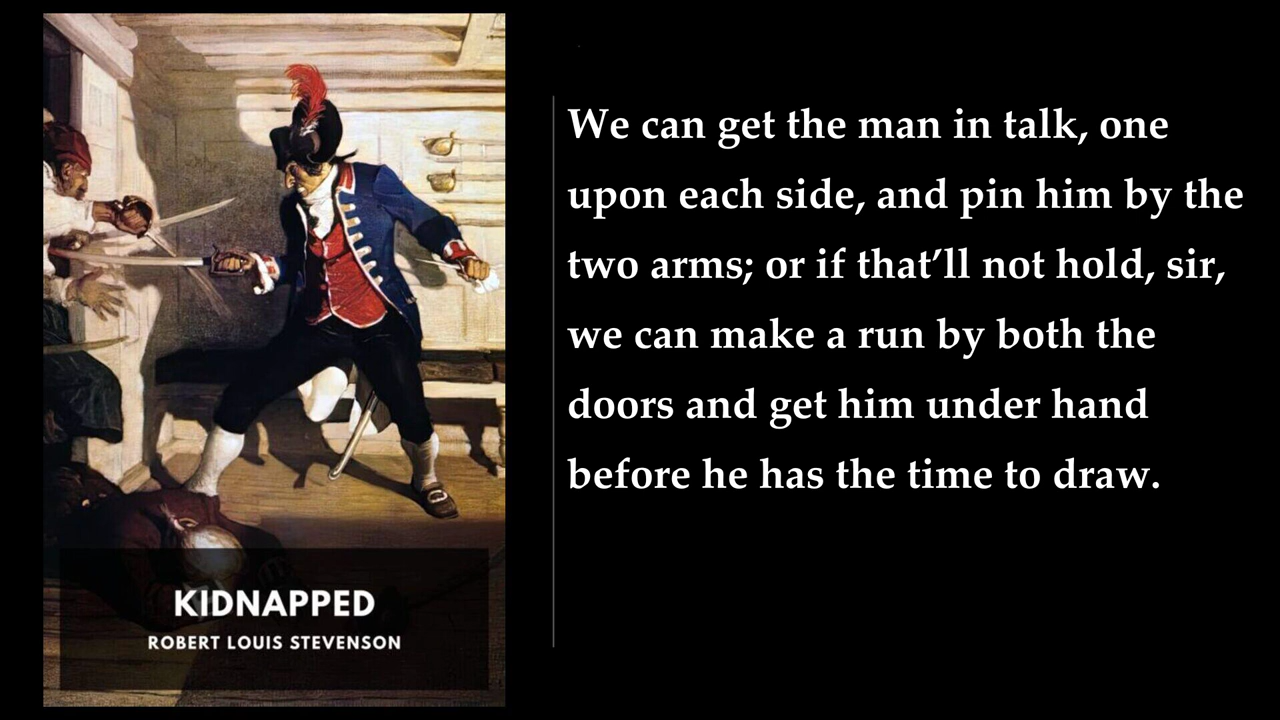 We can get the man in talk, one
upon each side, and pin him by the
two arms; or if that’ll not hold, sir,
we can make a run by both the
doors and get him under hand
before he has the time to draw.
KIDNAPPED
ROBERT LOUIS STEVENSON